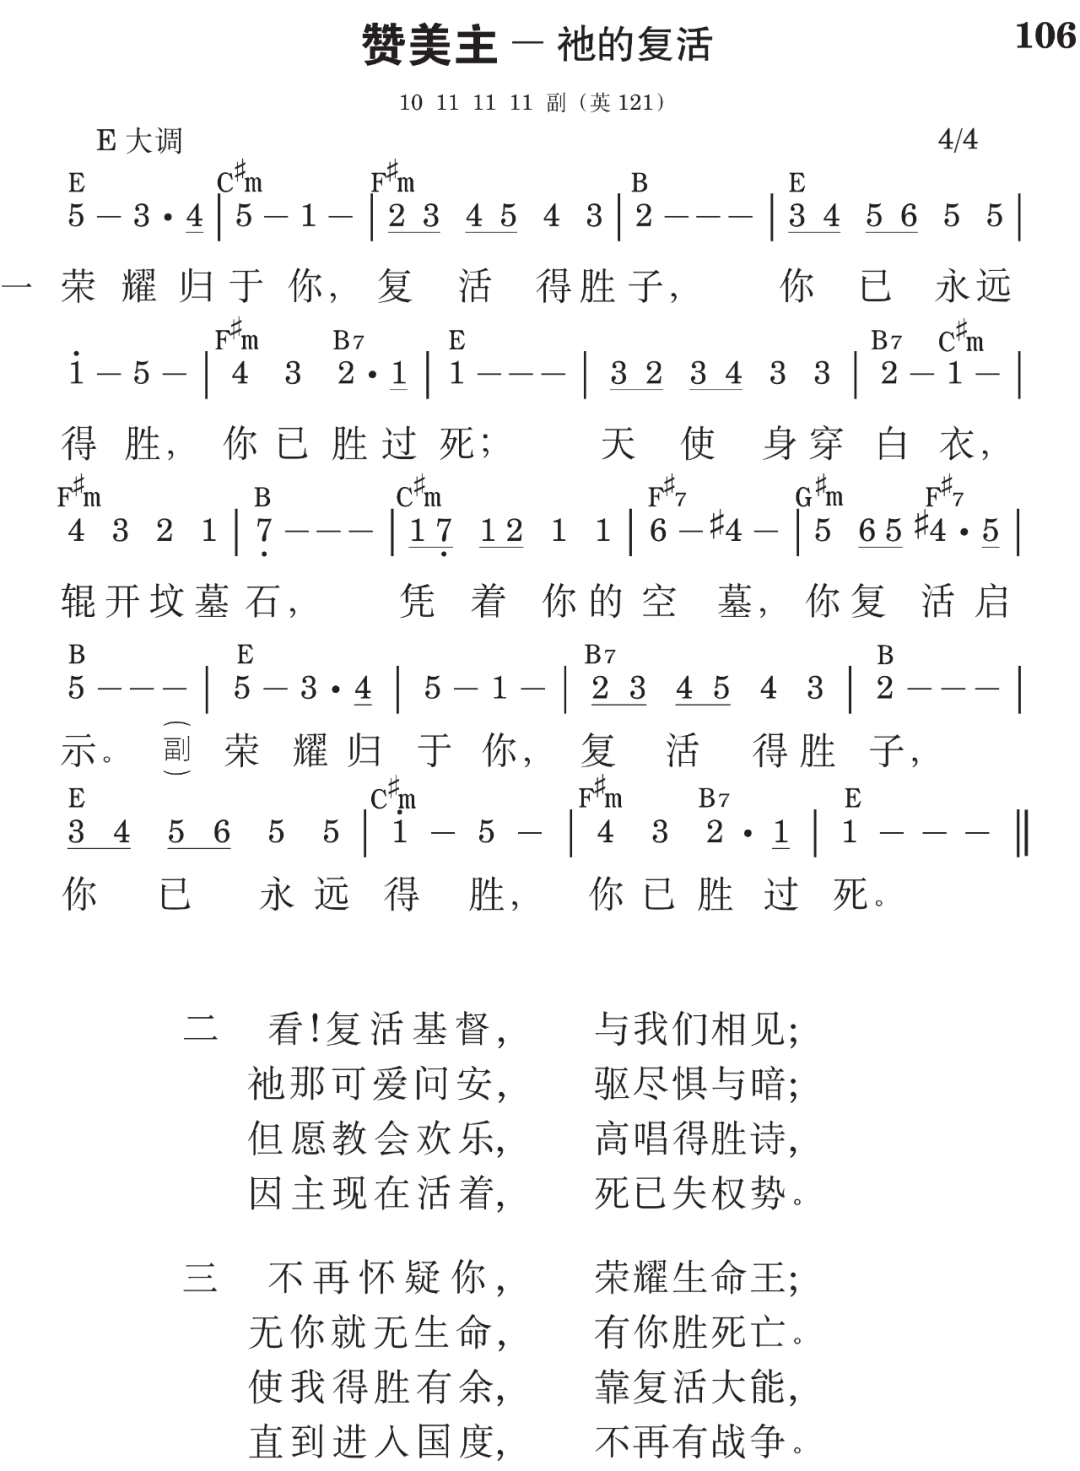 赞美主 — 祂的复活
106
10 11 11 11 副（英 121）
E 大调 4/4
E C♯m F♯m B E
5 – 3 · 4 | 5 – 1 – | 2 3 4 5 4 3 | 2 – – – | 3 4 5 6 5 5 |
一 荣耀归于你，复活得胜子，你已永远
F♯m B7 E B7 C♯m
1̇ – 5 – | 4 3 2 · 1 | 1 – – – | 3 2 3 4 3 3 | 2 – 1 – |
得胜，你已胜过死；天使身穿白衣，
F♯m B C♯m F♯7 G♯m F♯7
4 3 2 1 | 7̣ – – – | 1 7̣ 1 2 1 1 | 6 – ♯4 – | 5 6 5 ♯4 · 5 |
辊开坟墓石，凭着你的空墓，你复活启
B E B7 B
5 – – – | 5 – 3 · 4 | 5 – 1 – | 2 3 4 5 4 3 | 2 – – – |
示。（副）荣耀归于你，复活得胜子，
E C♯m F♯m B7 E
3 4 5 6 5 5 | 1̇ – 5 – | 4 3 2 · 1 | 1 – – – ‖
你已永远得胜，你已胜过死。
二 看！复活基督，与我们相见；
祂那可爱问安，驱尽惧与暗；
但愿教会欢乐，高唱得胜诗，
因主现在活着，死已失权势。
三 不再怀疑你，荣耀生命王；
无你就无生命，有你胜死亡。
使我得胜有余，靠复活大能，
直到进入国度，不再有战争。